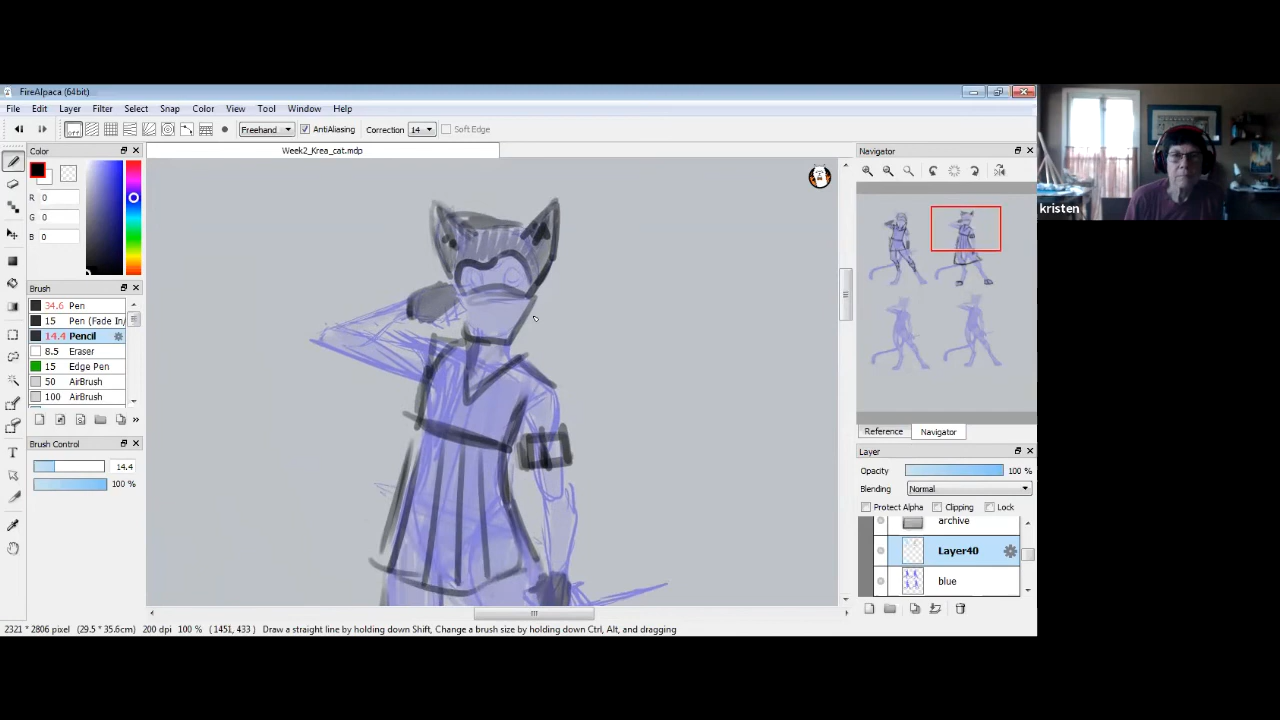 FireAlpaca (64bit)
File Edit Layer Filter Select Snap Color View Tool Window Help
Off Freehand AntiAliasing Correction 14 Soft Edge
Color
R 0
G 0
B 0
Brush
34.6 Pen
15 Pen (Fade In/
14.4 Pencil
8.5 Eraser
15 Edge Pen
50 AirBrush
100 AirBrush
»
Brush Control
14.4
100 %
Week2_Krea_cat.mdp
Navigator
Reference Navigator
Layer
Opacity 100 %
Blending Normal
Protect Alpha Clipping Lock
archive
Layer40
blue
2321 * 2806 pixel (29.5 * 35.6cm) 200 dpi 100 % ( 1451, 433 ) Draw a straight line by holding down Shift, Change a brush size by holding down Ctrl, Alt, and dragging
kristen